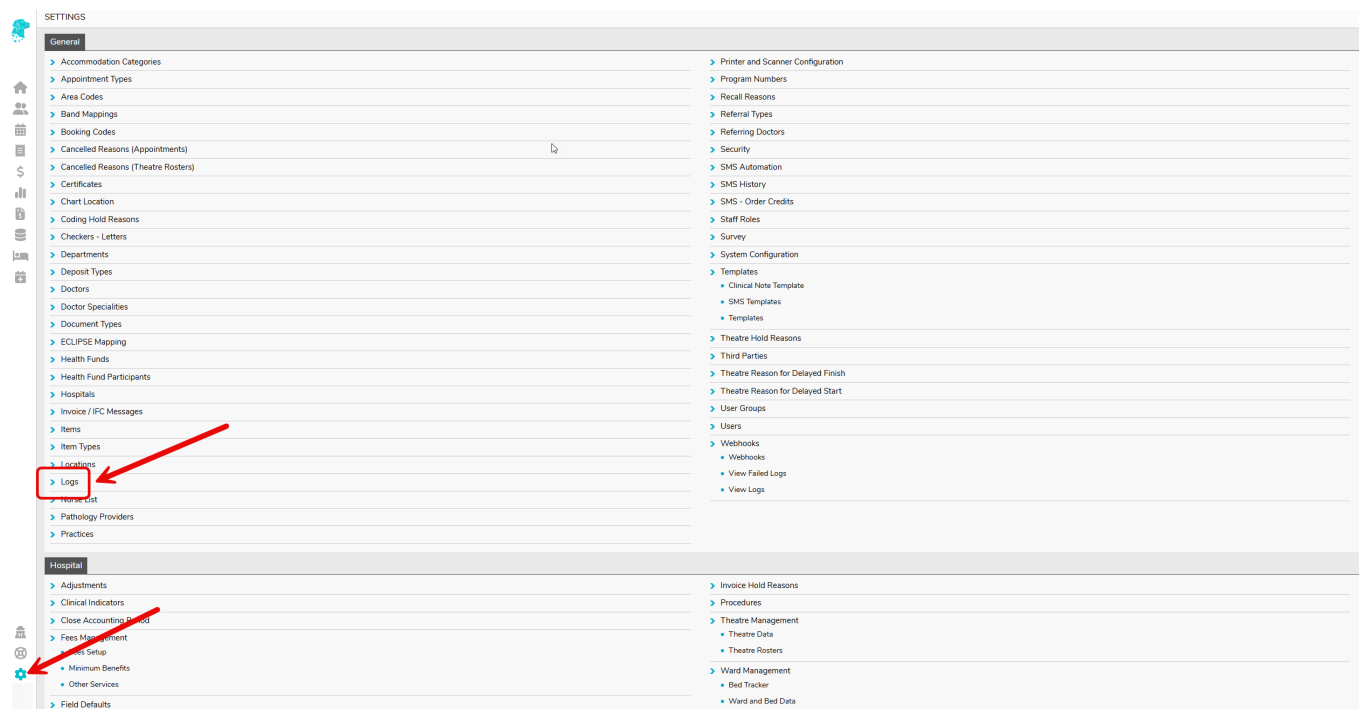 SETTINGS
General
Accommodation Categories
Appointment Types
Area Codes
Band Mappings
Booking Codes
Cancelled Reasons (Appointments)
Cancelled Reasons (Theatre Rosters)
Certificates
Chart Location
Coding Hold Reasons
Checkers - Letters
Departments
Deposit Types
Doctors
Doctor Specialities
Document Types
ECLIPSE Mapping
Health Funds
Health Fund Participants
Hospitals
Invoice / IFC Messages
Items
Item Types
Locations
Logs
Nurse List
Pathology Providers
Practices
Printer and Scanner Configuration
Program Numbers
Recall Reasons
Referral Types
Referring Doctors
Security
SMS Automation
SMS History
SMS - Order Credits
Staff Roles
Survey
System Configuration
Templates
Clinical Note Template
SMS Templates
Templates
Theatre Hold Reasons
Third Parties
Theatre Reason for Delayed Finish
Theatre Reason for Delayed Start
User Groups
Users
Webhooks
Webhooks
View Failed Logs
View Logs
Hospital
Adjustments
Clinical Indicators
Close Accounting Period
Fees Management
Fees Setup
Minimum Benefits
Other Services
Field Defaults
Invoice Hold Reasons
Procedures
Theatre Management
Theatre Data
Theatre Rosters
Ward Management
Bed Tracker
Ward and Bed Data